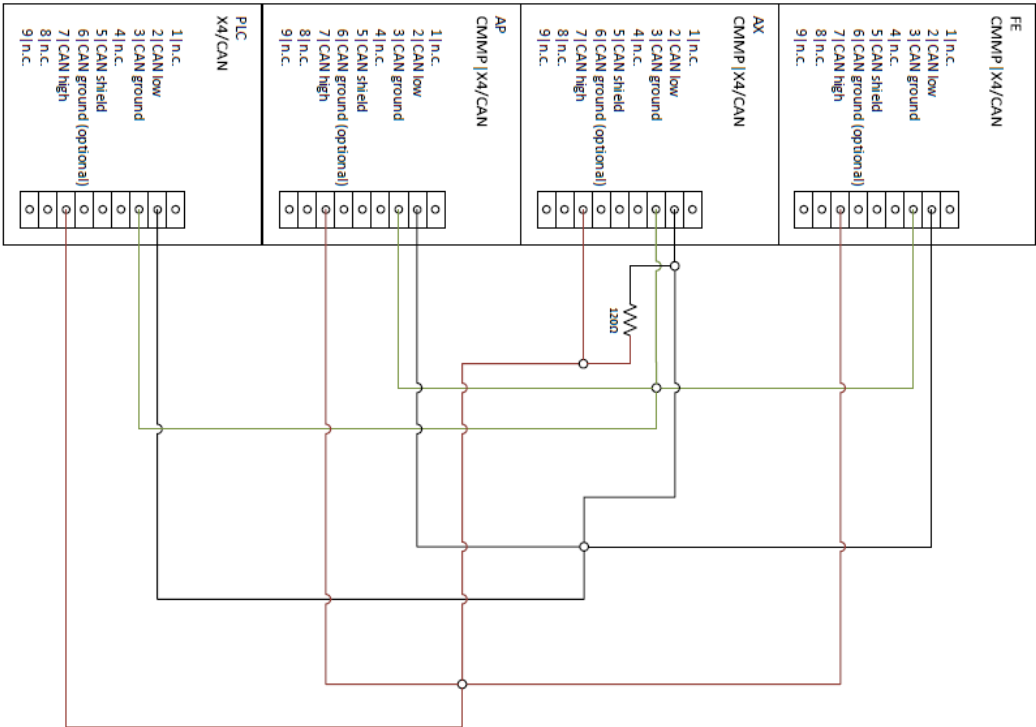 FE
CMMP |X4/CAN
1|n.c.
2|CAN low
3|CAN ground
4|n.c.
5|CAN shield
6|CAN ground (optional)
7|CAN high
8|n.c.
9|n.c.
AX
CMMP |X4/CAN
1|n.c.
2|CAN low
3|CAN ground
4|n.c.
5|CAN shield
6|CAN ground (optional)
7|CAN high
8|n.c.
9|n.c.
120Ω
AP
CMMP |X4/CAN
1|n.c.
2|CAN low
3|CAN ground
4|n.c.
5|CAN shield
6|CAN ground (optional)
7|CAN high
8|n.c.
9|n.c.
PLC
X4/CAN
1|n.c.
2|CAN low
3|CAN ground
4|n.c.
5|CAN shield
6|CAN ground (optional)
7|CAN high
8|n.c.
9|n.c.